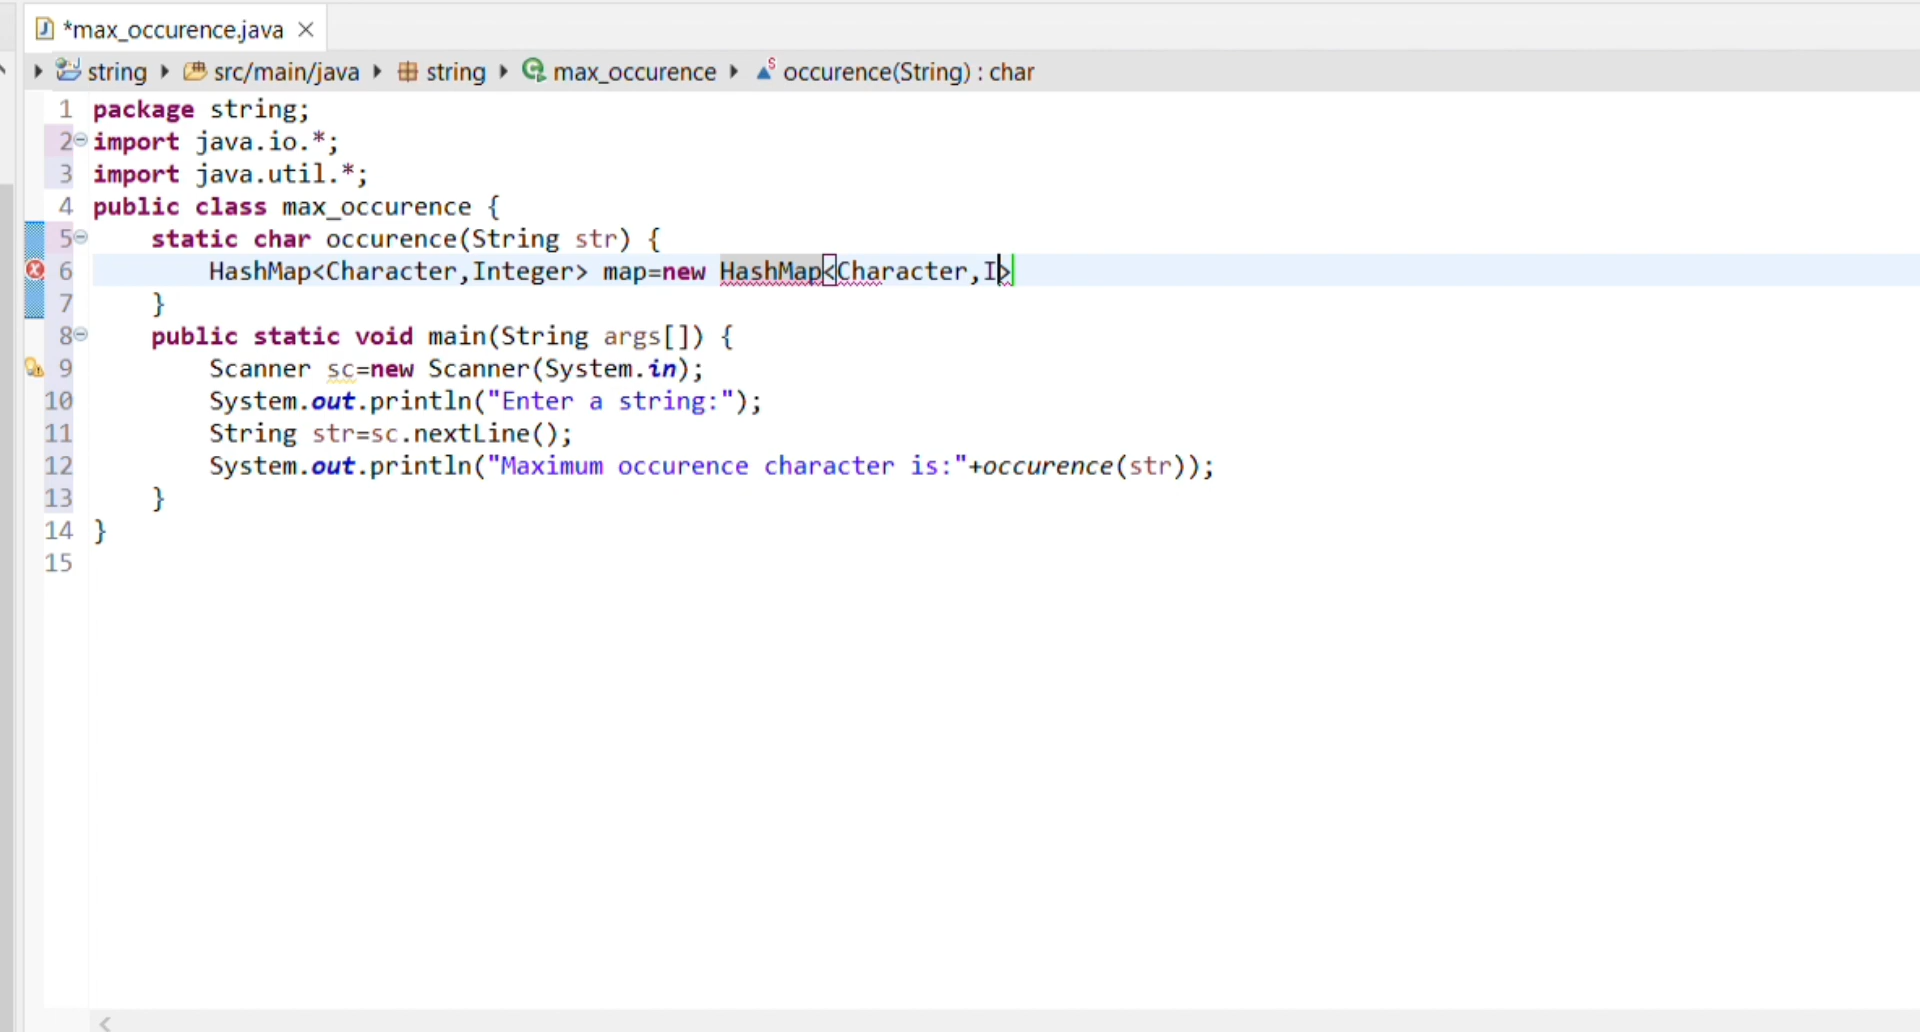 *max_occurence.java
string src/main/java string max_occurence occurence(String) : char
1 package string;
2 import java.io.*;
3 import java.util.*;
4 public class max_occurence {
5 static char occurence(String str) {
6 HashMap<Character,Integer> map=new HashMap<Character,I>
7 }
8 public static void main(String args[]) {
9 Scanner sc=new Scanner(System.in);
10 System.out.println("Enter a string:");
11 String str=sc.nextLine();
12 System.out.println("Maximum occurence character is:"+occurence(str));
13 }
14 }
15